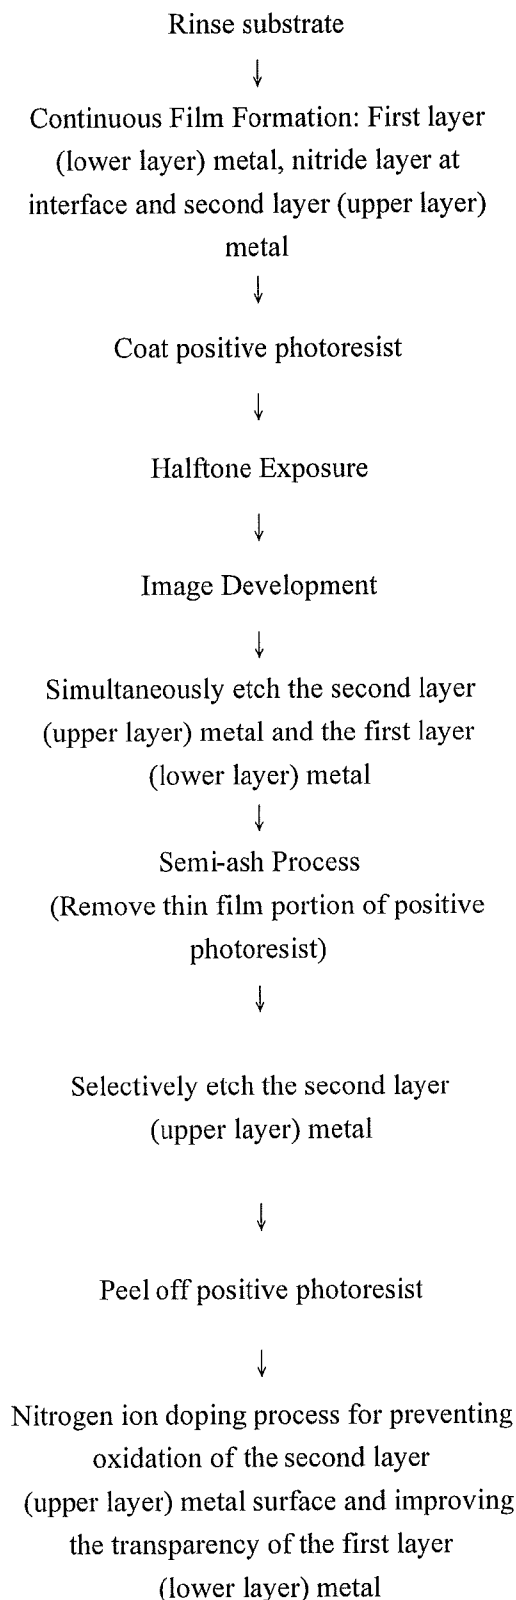 Rinse substrate
↓
Continuous Film Formation: First layer
(lower layer) metal, nitride layer at
interface and second layer (upper layer)
metal
↓
Coat positive photoresist
↓
Halftone Exposure
↓
Image Development
↓
Simultaneously etch the second layer
(upper layer) metal and the first layer
(lower layer) metal
↓
Semi-ash Process
(Remove thin film portion of positive
photoresist)
↓
Selectively etch the second layer
(upper layer) metal
↓
Peel off positive photoresist
↓
Nitrogen ion doping process for preventing
oxidation of the second layer
(upper layer) metal surface and improving
the transparency of the first layer
(lower layer) metal